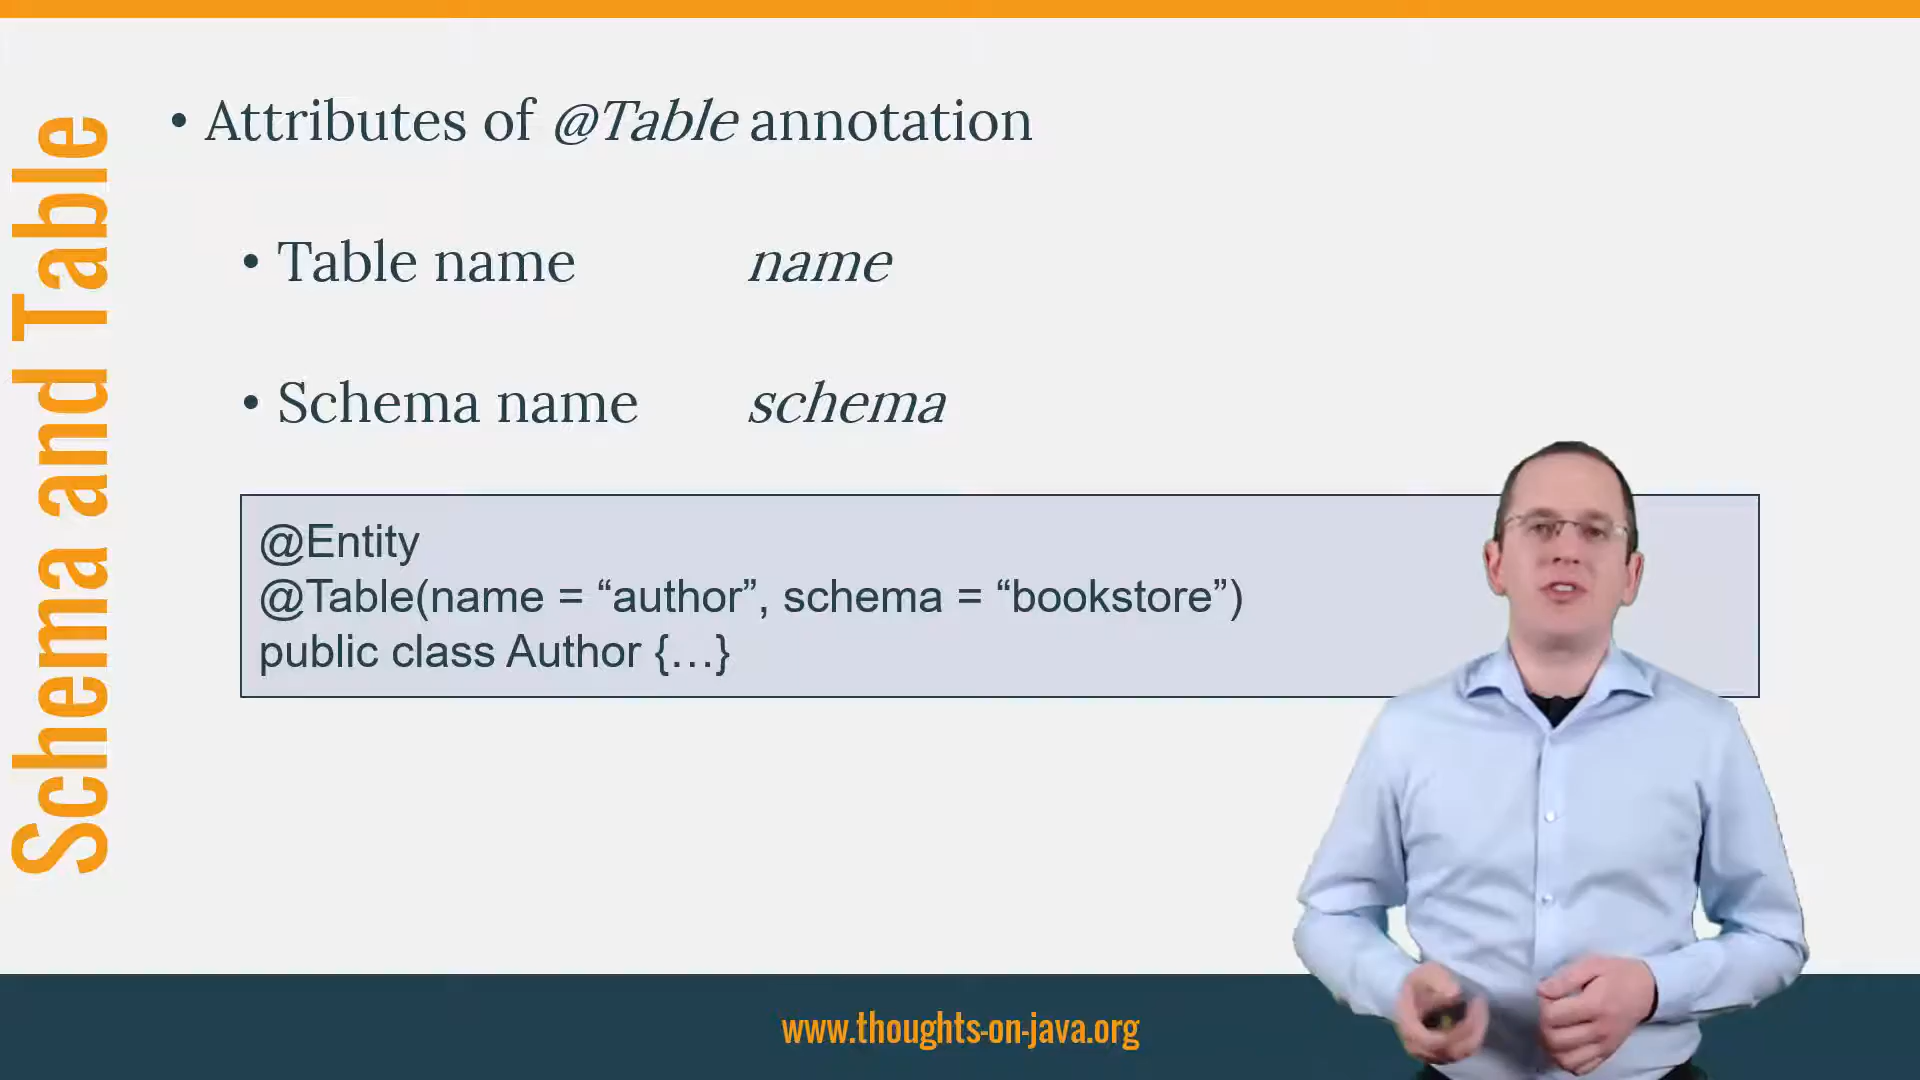 Schema and Table
• Attributes of @Table annotation
• Table name name
• Schema name schema
@Entity
@Table(name = “author”, schema = “bookstore”)
public class Author {…}
www.thoughts-on-java.org